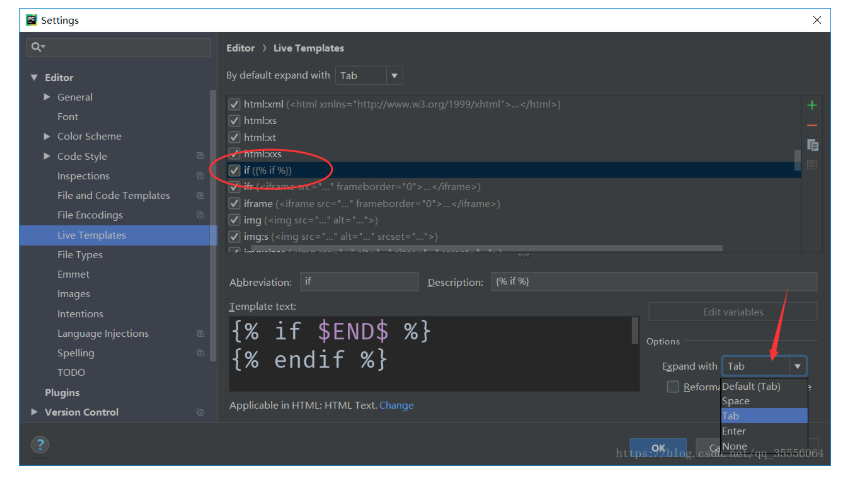 Settings
Editor › Live Templates
By default expand with Tab
Editor
General
Font
Color Scheme
Code Style
Inspections
File and Code Templates
File Encodings
Live Templates
File Types
Emmet
Images
Intentions
Language Injections
Spelling
TODO
Plugins
Version Control
html:xml (<html xmlns="http://www.w3.org/1999/xhtml">...</html>)
html:xs
html:xt
html:xxs
if ({% if %})
ifr (<iframe src="..." frameborder="0">...</iframe>)
iframe (<iframe src="..." frameborder="0">...</iframe>)
img (<img src="..." alt="...">)
img:s (<img src="..." alt="..." srcset="...">)
Abbreviation: if Description: {% if %}
Template text:
{% if $END$ %}
{% endif %}
Edit variables
Options
Expand with Tab
Default (Tab)
Space
Tab
Enter
None
Applicable in HTML: HTML Text. Change
?
OK
https://blog.csdn.net/qq_35556064